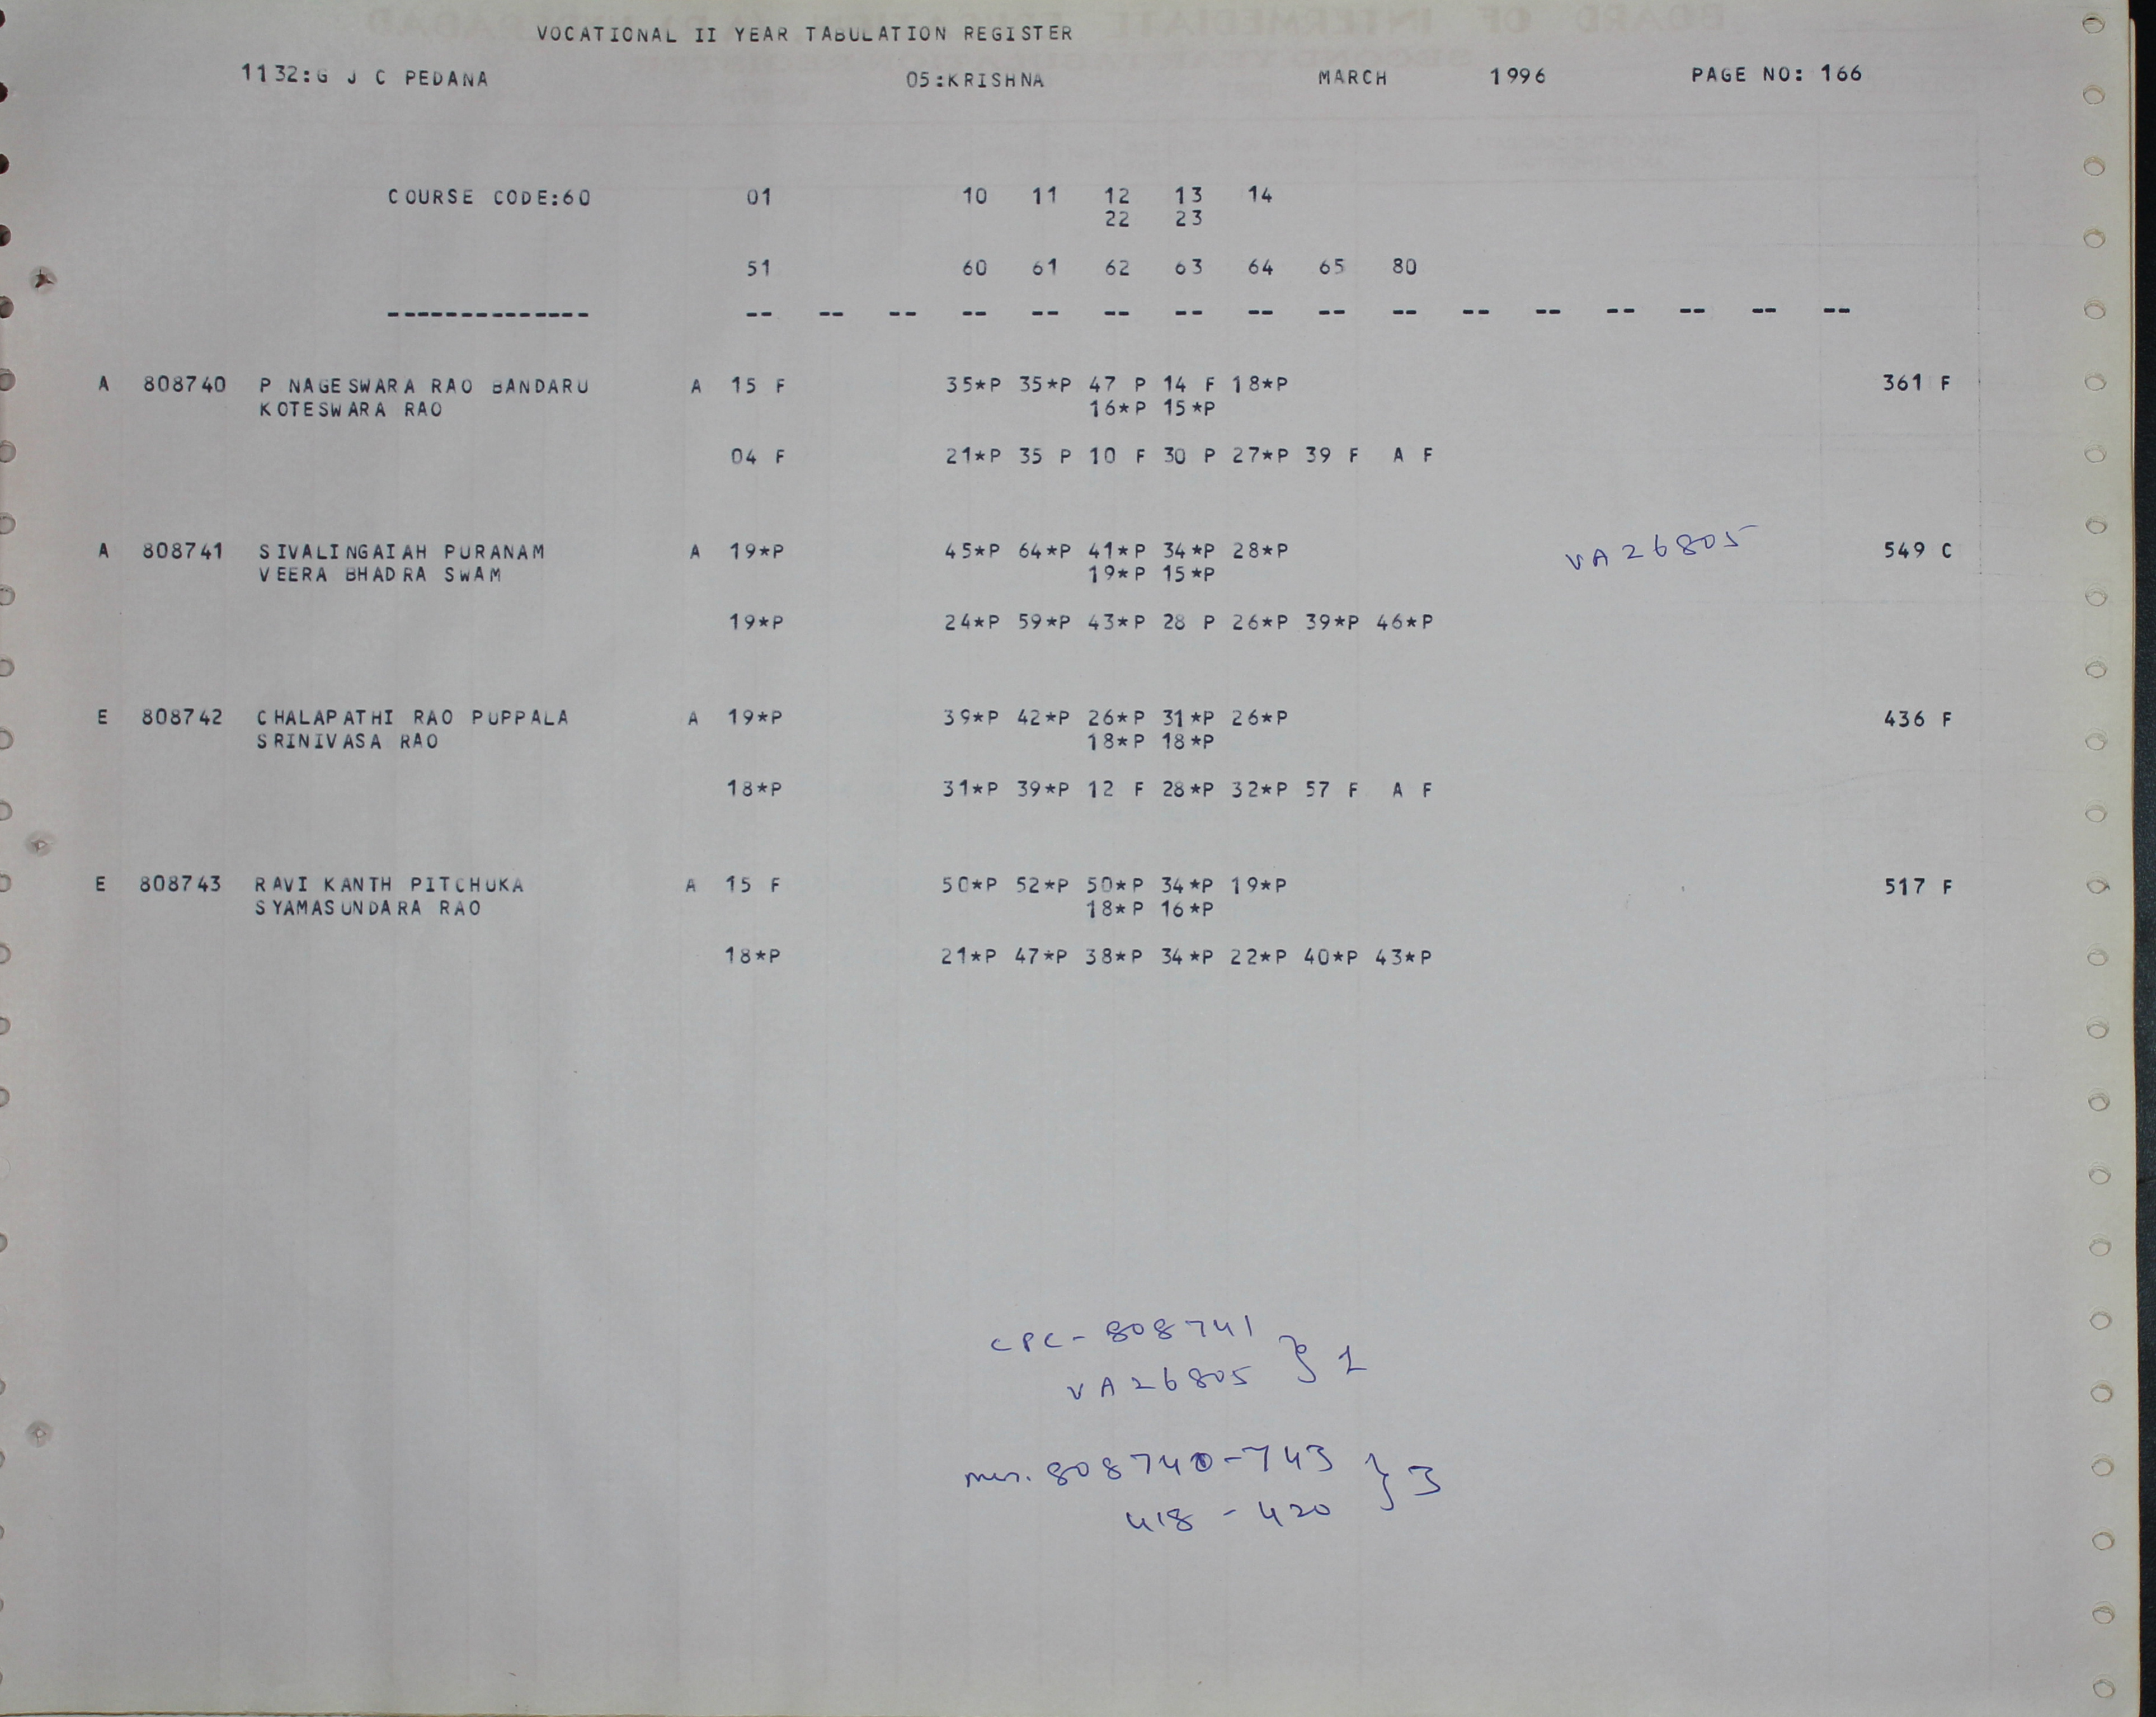 VOCATIONAL II YEAR TABULATION REGISTER
1132:G J C PEDANA 05:KRISHNA MARCH 1996 PAGE NO: 166
COURSE CODE:60 01 10 11 12 13 14
22 23
51 60 61 62 63 64 65 80
-------------- -- -- -- -- -- -- -- -- -- -- -- -- -- -- -- --
A 808740 P NAGESWARA RAO BANDARU A 15 F 35*P 35*P 47 P 14 F 18*P 361 F
KOTESWARA RAO 16*P 15*P
04 F 21*P 35 P 10 F 30 P 27*P 39 F A F
A 808741 SIVALINGAIAH PURANAM A 19*P 45*P 64*P 41*P 34*P 28*P VA26805 549 C
VEERA BHADRA SWAM 19*P 15*P
19*P 24*P 59*P 43*P 28 P 26*P 39*P 46*P
E 808742 CHALAPATHI RAO PUPPALA A 19*P 39*P 42*P 26*P 31*P 26*P 436 F
SRINIVASA RAO 18*P 18*P
18*P 31*P 39*P 12 F 28*P 32*P 57 F A F
E 808743 RAVI KANTH PITCHUKA A 15 F 50*P 52*P 50*P 34*P 19*P 517 F
SYAMASUNDARA RAO 18*P 16*P
18*P 21*P 47*P 38*P 34*P 22*P 40*P 43*P
CPC-808741
VA26805 } 1
808740-743
418-420 } 3